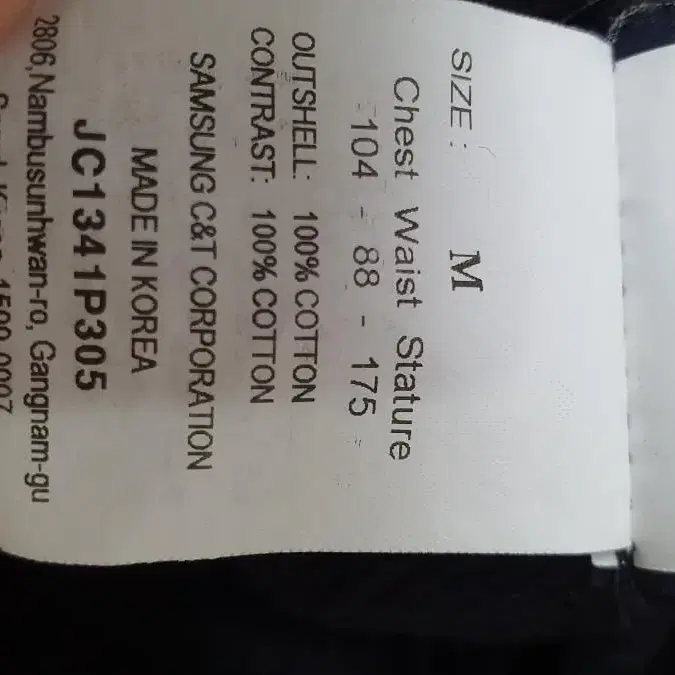 SIZE : M
Chest Waist Stature
104 - 88 - 175
OUTSHELL: 100% COTTON
CONTRAST: 100% COTTON
SAMSUNG C&T CORPORATION
MADE IN KOREA
JC1341P305
2806,Nambusunhwan-ro, Gangnam-gu